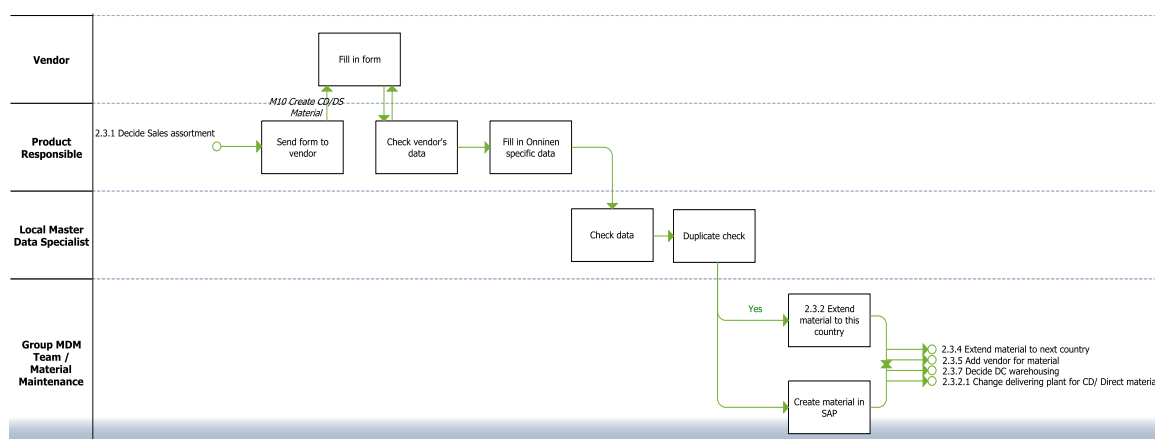 Vendor
Fill in form
M10 Create CD/DS
Material
Product
Responsible
2.3.1 Decide Sales assortment
Send form to
vendor
Check vendor's
data
Fill in Onninen
specific data
Local Master
Data Specialist
Check data
Duplicate check
Group MDM
Team /
Material
Maintenance
Yes
2.3.2 Extend
material to this
country
2.3.4 Extend material to next country
2.3.5 Add vendor for material
2.3.7 Decide DC warehousing
2.3.2.1 Change delivering plant for CD/ Direct materia
Create material in
SAP